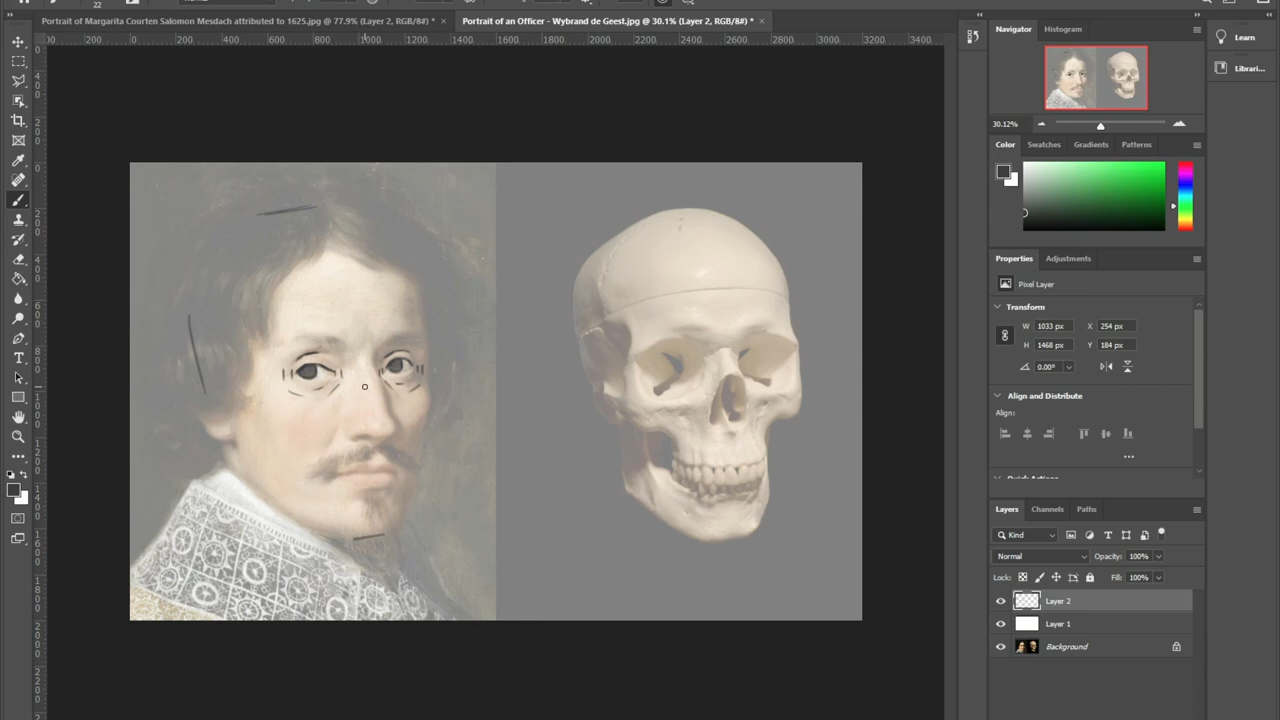 22
Portrait of Margarita Courten Salomon Mesdach attributed to 1625.jpg @ 77.9% (Layer 2, RGB/8#) * ×
Portrait of an Officer - Wybrand de Geest.jpg @ 30.1% (Layer 2, RGB/8#) * ×
200 0 200 400 600 800 1000 1200 1400 1600 1800 2000 2200 2400 2600 2800 3000 3200 3400
Navigator Histogram
Learn
Librari...
30.12%
Color Swatches Gradients Patterns
Properties Adjustments
Pixel Layer
Transform
W 1033 px X 254 px
H 1468 px Y 184 px
0.00°
Align and Distribute
Align:
Quick Actions
Layers Channels Paths
Kind
Normal Opacity: 100%
Lock: Fill: 100%
Layer 2
Layer 1
Background